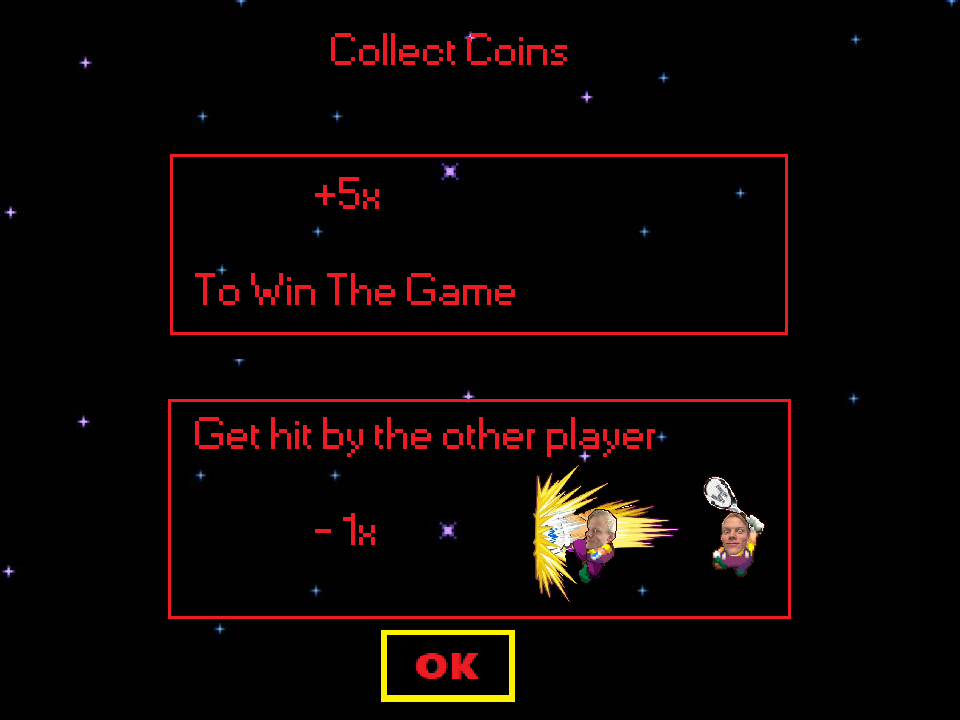 Collect Coins
+5x
To Win The Game
Get hit by the other player
- 1x
OK